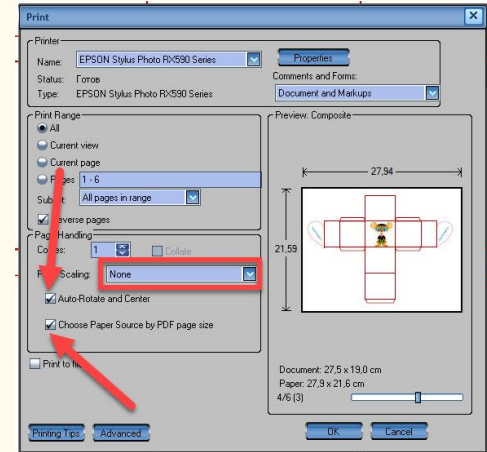 Print
Printer
Name: EPSON Stylus Photo RX590 Series
Properties
Status: Готов
Comments and Forms:
Type: EPSON Stylus Photo RX590 Series
Document and Markups
Print Range
All
Current view
Current page
Pages 1 - 6
All pages in range
Reverse pages
Preview: Composite
27,94
21,59
Page Handling
1
Collate
Scaling: None
Auto-Rotate and Center
Choose Paper Source by PDF page size
Print to
Document: 27,5 x 19,0 cm
Paper: 27,9 x 21,6 cm
4/6 (3)
Printing Tips
Advanced
OK
Cancel